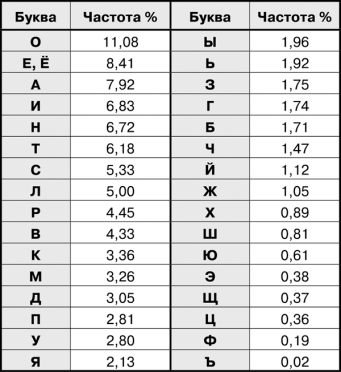 Буква Частота % Буква Частота %
О 11,08 Ы 1,96
Е, Ё 8,41 Ь 1,92
А 7,92 З 1,75
И 6,83 Г 1,74
Н 6,72 Б 1,71
Т 6,18 Ч 1,47
С 5,33 Й 1,12
Л 5,00 Ж 1,05
Р 4,45 Х 0,89
В 4,33 Ш 0,81
К 3,36 Ю 0,61
М 3,26 Э 0,38
Д 3,05 Щ 0,37
П 2,81 Ц 0,36
У 2,80 Ф 0,19
Я 2,13 Ъ 0,02